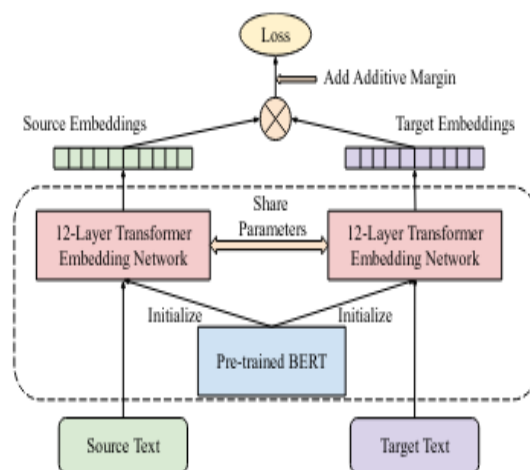 Loss
Add Additive Margin
Source Embeddings
Target Embeddings
12-Layer Transformer
Embedding Network
Share
Parameters
12-Layer Transformer
Embedding Network
Initialize
Initialize
Pre-trained BERT
Source Text
Target Text